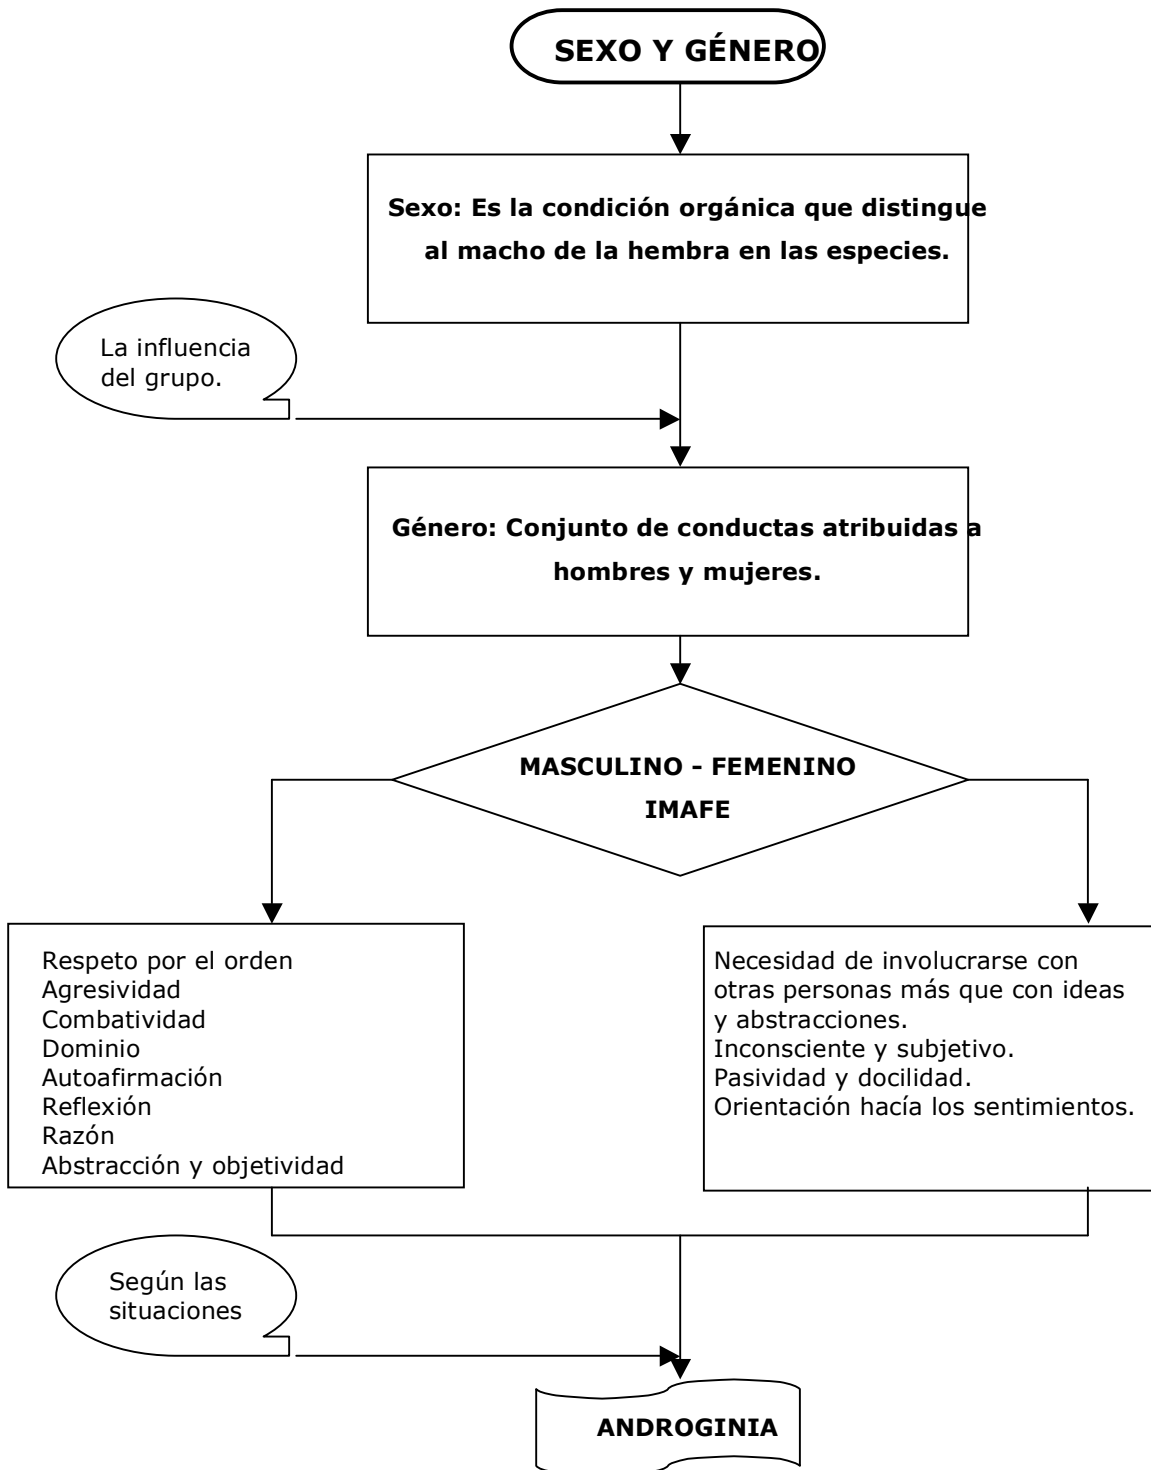 SEXO Y GÉNERO
Sexo: Es la condición orgánica que distingue
al macho de la hembra en las especies.
La influencia
del grupo.
Género: Conjunto de conductas atribuidas a
hombres y mujeres.
MASCULINO - FEMENINO
IMAFE
Respeto por el orden
Agresividad
Combatividad
Dominio
Autoafirmación
Reflexión
Razón
Abstracción y objetividad
Necesidad de involucrarse con
otras personas más que con ideas
y abstracciones.
Inconsciente y subjetivo.
Pasividad y docilidad.
Orientación hacía los sentimientos.
Según las
situaciones
ANDROGINIA